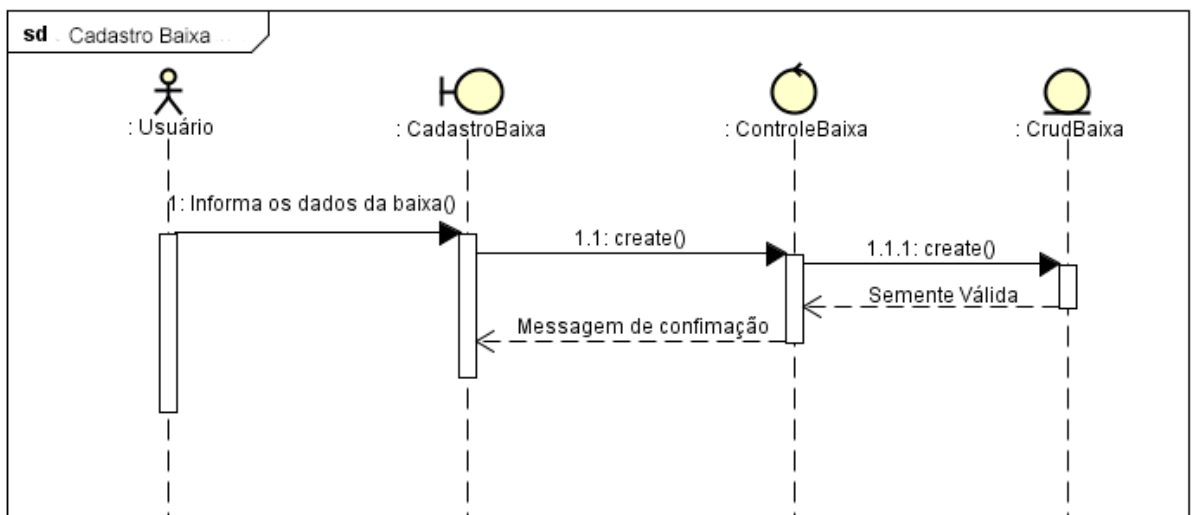 sd Cadastro Baixa
: Usuário
: CadastroBaixa
: ControleBaixa
: CrudBaixa
1: Informa os dados da baixa()
1.1: create()
1.1.1: create()
Semente Válida
Messagem de confimação